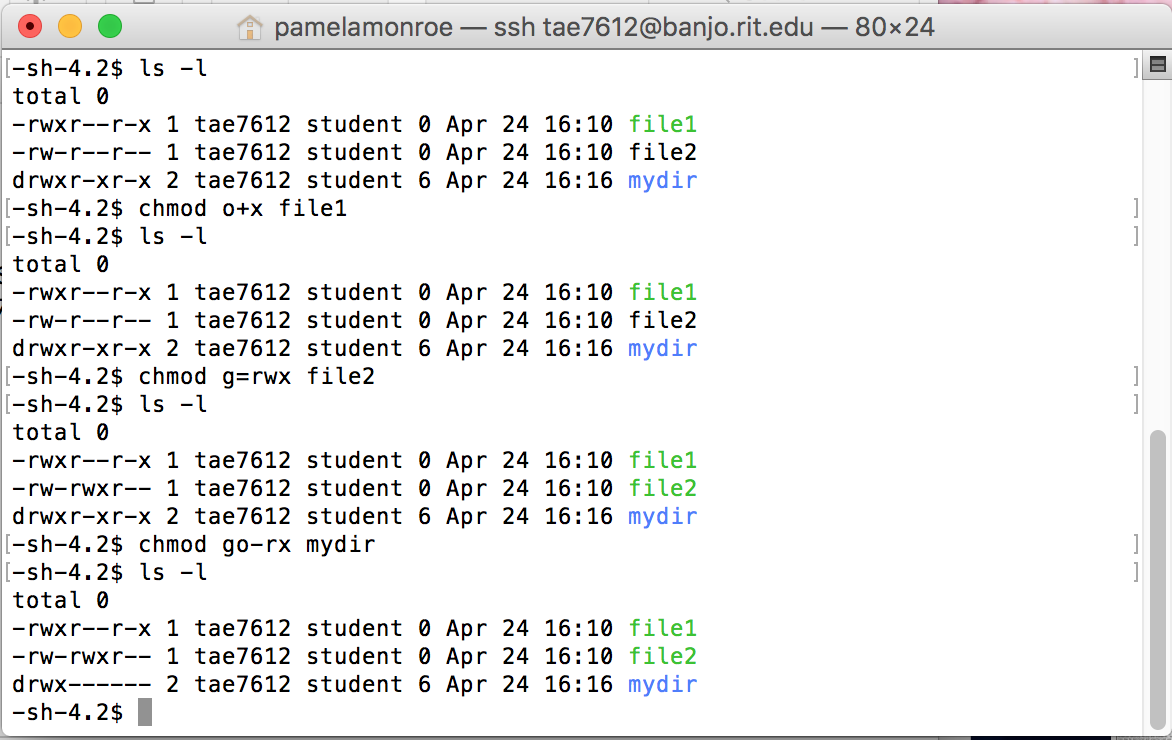 pamelamonroe — ssh tae7612@banjo.rit.edu — 80×24
[-sh-4.2$ ls -l ]
total 0
-rwxr--r-x 1 tae7612 student 0 Apr 24 16:10 file1
-rw-r--r-- 1 tae7612 student 0 Apr 24 16:10 file2
drwxr-xr-x 2 tae7612 student 6 Apr 24 16:16 mydir
[-sh-4.2$ chmod o+x file1 ]
[-sh-4.2$ ls -l ]
total 0
-rwxr--r-x 1 tae7612 student 0 Apr 24 16:10 file1
-rw-r--r-- 1 tae7612 student 0 Apr 24 16:10 file2
drwxr-xr-x 2 tae7612 student 6 Apr 24 16:16 mydir
[-sh-4.2$ chmod g=rwx file2 ]
[-sh-4.2$ ls -l ]
total 0
-rwxr--r-x 1 tae7612 student 0 Apr 24 16:10 file1
-rw-rwxr-- 1 tae7612 student 0 Apr 24 16:10 file2
drwxr-xr-x 2 tae7612 student 6 Apr 24 16:16 mydir
[-sh-4.2$ chmod go-rx mydir ]
[-sh-4.2$ ls -l ]
total 0
-rwxr--r-x 1 tae7612 student 0 Apr 24 16:10 file1
-rw-rwxr-- 1 tae7612 student 0 Apr 24 16:10 file2
drwx------ 2 tae7612 student 6 Apr 24 16:16 mydir
-sh-4.2$